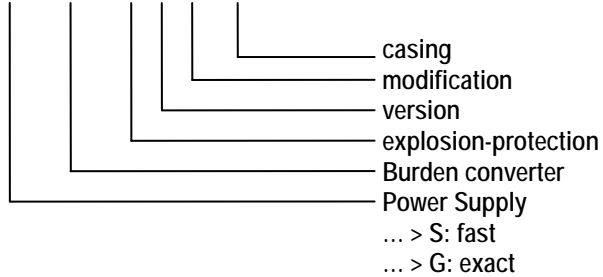 casing
modification
version
explosion-protection
Burden converter
Power Supply
… > S: fast
… > G: exact